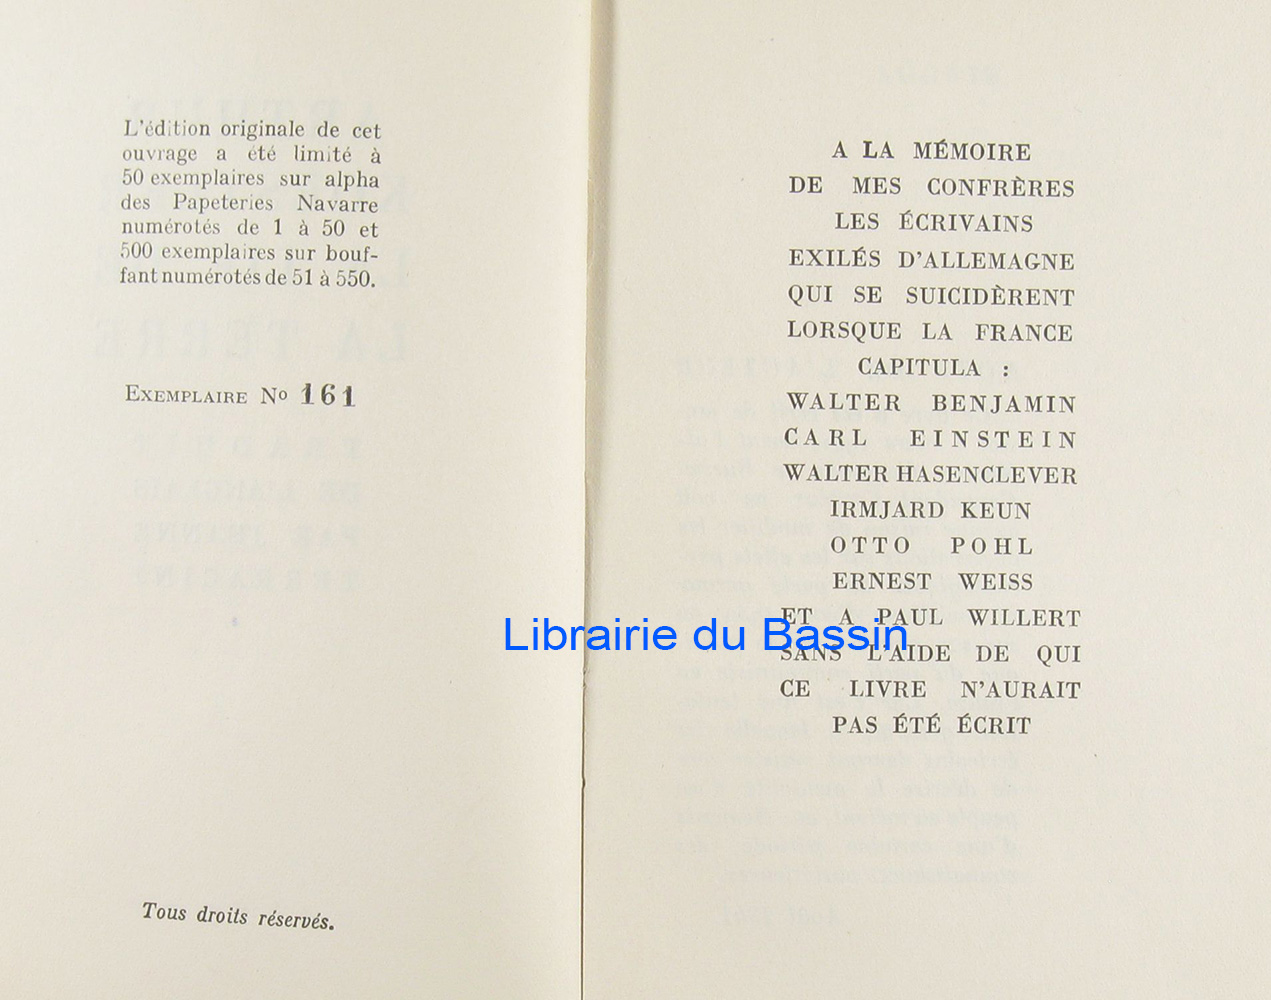 L'édition originale de cet
ouvrage a été limité à
50 exemplaires sur alpha
des Papeteries Navarre
numérotés de 1 à 50 et
500 exemplaires sur bouf-
fant numérotés de 51 à 550.
EXEMPLAIRE No 161
Tous droits réservés.
A LA MÉMOIRE
DE MES CONFRÈRES
LES ÉCRIVAINS
EXILÉS D'ALLEMAGNE
QUI SE SUICIDÈRENT
LORSQUE LA FRANCE
CAPITULA :
WALTER BENJAMIN
CARL EINSTEIN
WALTER HASENCLEVER
IRMJARD KEUN
OTTO POHL
ERNEST WEISS
ET A PAUL WILLERT
SANS L'AIDE DE QUI
CE LIVRE N'AURAIT
PAS ÉTÉ ÉCRIT
Librairie du Bassin